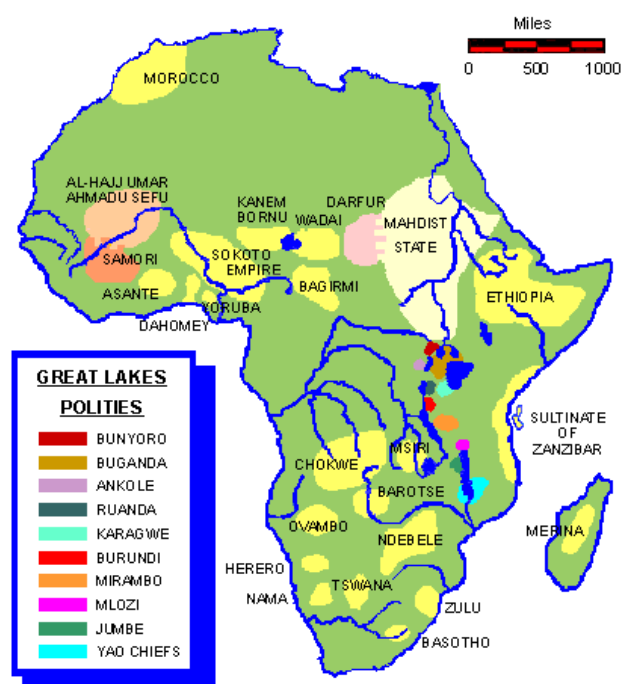 Miles
0 500 1000
MOROCCO
AL-HAJJ UMAR
AHMADU SEFU
KANEM
BORNU
WADAI
DARFUR
MAHDIST
STATE
SAMORI
SOKOTO
EMPIRE
BAGIRMI
ETHIOPIA
ASANTE
YORUBA
DAHOMEY
GREAT LAKES
POLITIES
BUNYORO
BUGANDA
ANKOLE
RUANDA
KARAGWE
BURUNDI
MIRAMBO
MLOZI
JUMBE
YAO CHIEFS
SULTINATE
OF
ZANZIBAR
MSIRI
CHOKWE
BAROTSE
OVAMBO
NDEBELE
MERINA
HERERO
TSWANA
NAMA
ZULU
BASOTHO